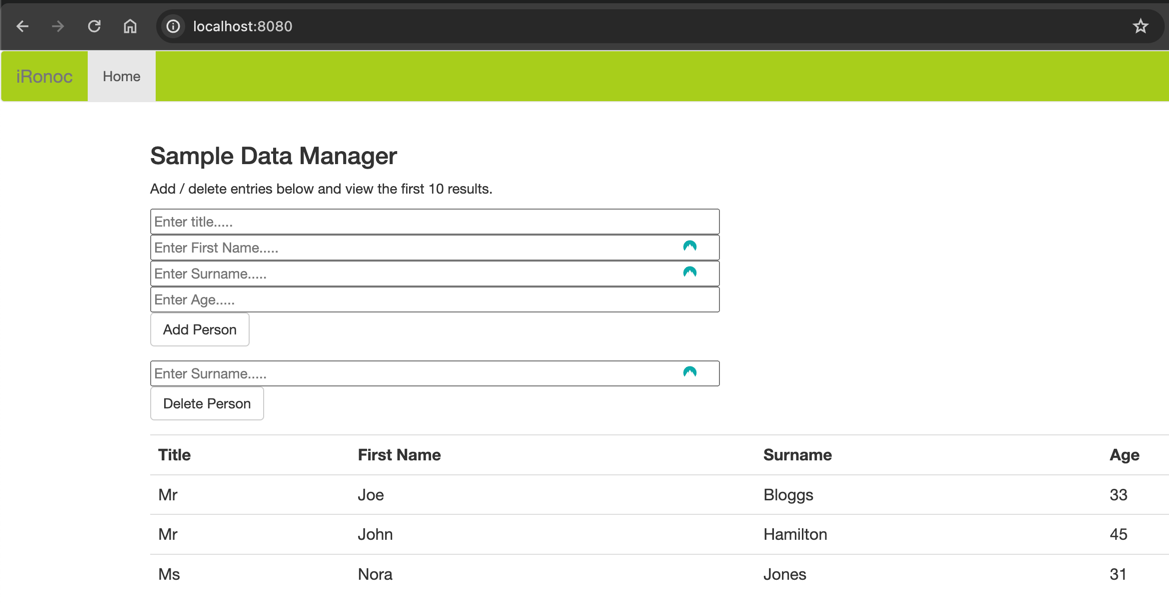 localhost:8080
iRonoc Home
Sample Data Manager
Add / delete entries below and view the first 10 results.
Enter title.....
Enter First Name.....
Enter Surname.....
Enter Age.....
Add Person
Enter Surname.....
Delete Person
Title First Name Surname Age
Mr Joe Bloggs 33
Mr John Hamilton 45
Ms Nora Jones 31